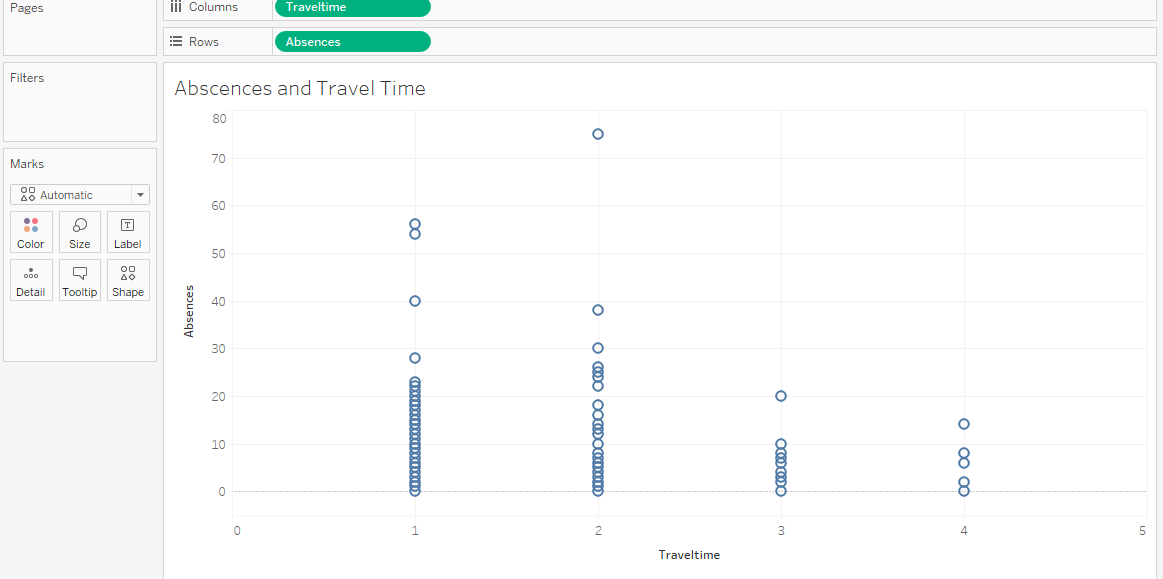 Pages
Columns
Traveltime
Rows
Absences
Filters
Marks
Automatic
Color
Size
Label
Detail
Tooltip
Shape
Abscences and Travel Time
80
70
60
50
40
30
20
10
0
Absences
0 1 2 3 4 5
Traveltime